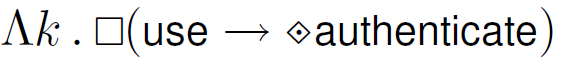 Λk . □(use → ⟐authenticate)